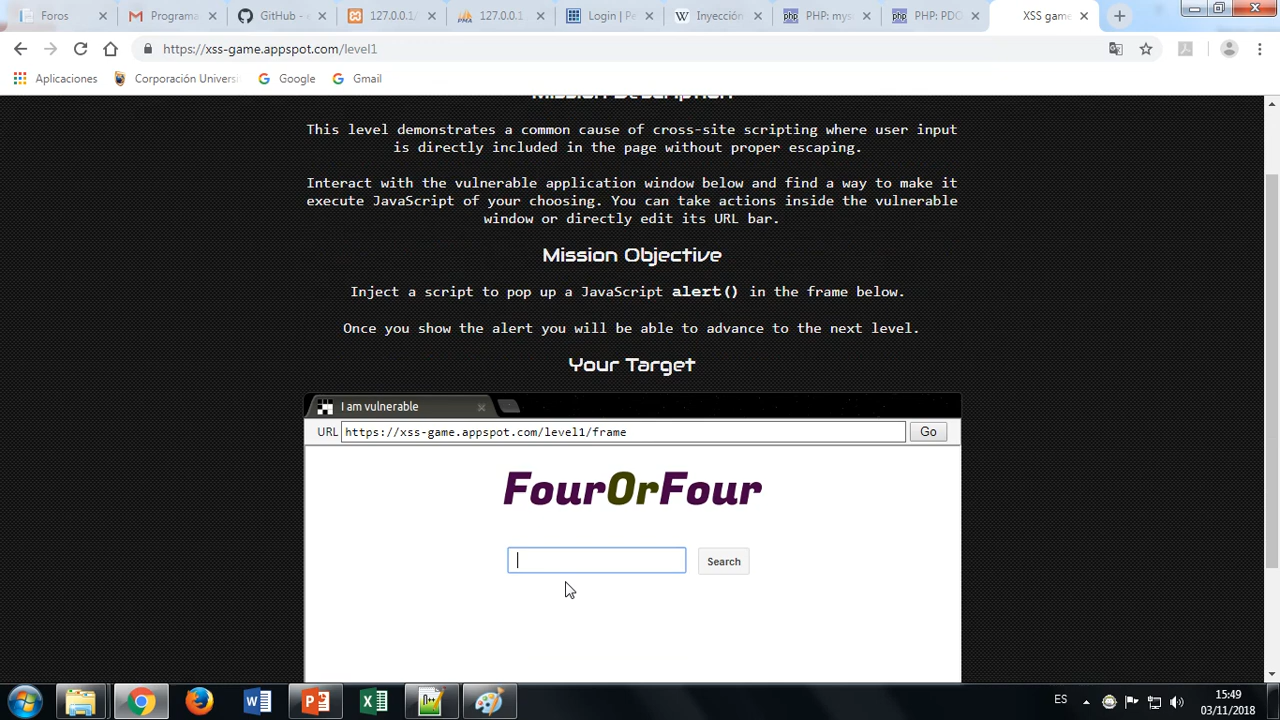 Foros
Programa
GitHub -
127.0.0.1/
127.0.0.1
Login | Pe
Inyección
PHP: mys
PHP: PDO
XSS game
https://xss-game.appspot.com/level1
Aplicaciones
Corporación Univers
Google
Gmail
Mission Description
This level demonstrates a common cause of cross-site scripting where user input
is directly included in the page without proper escaping.
Interact with the vulnerable application window below and find a way to make it
execute JavaScript of your choosing. You can take actions inside the vulnerable
window or directly edit its URL bar.
Mission Objective
Inject a script to pop up a JavaScript alert() in the frame below.
Once you show the alert you will be able to advance to the next level.
Your Target
I am vulnerable
URL https://xss-game.appspot.com/level1/frame Go
FourOrFour
Search
ES
15:49
03/11/2018